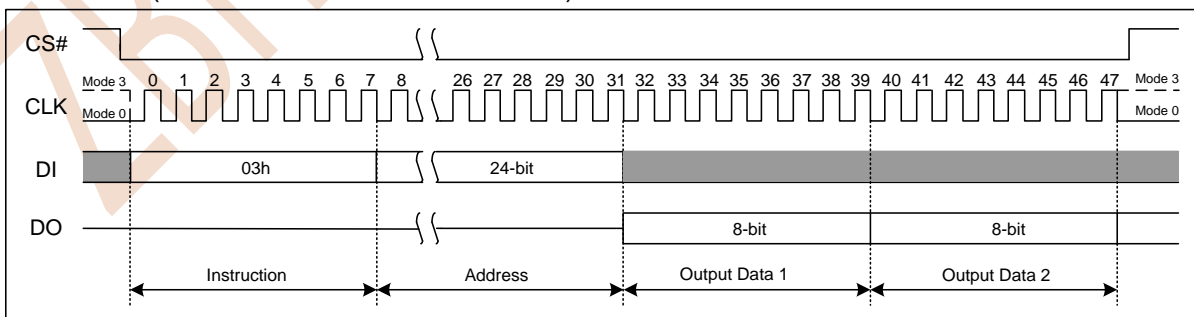 CS#
Mode 3 0 1 2 3 4 5 6 7 8 26 27 28 29 30 31 32 33 34 35 36 37 38 39 40 41 42 43 44 45 46 47 Mode 3
CLK
Mode 0 Mode 0
DI 03h 24-bit
DO 8-bit 8-bit
Instruction Address Output Data 1 Output Data 2